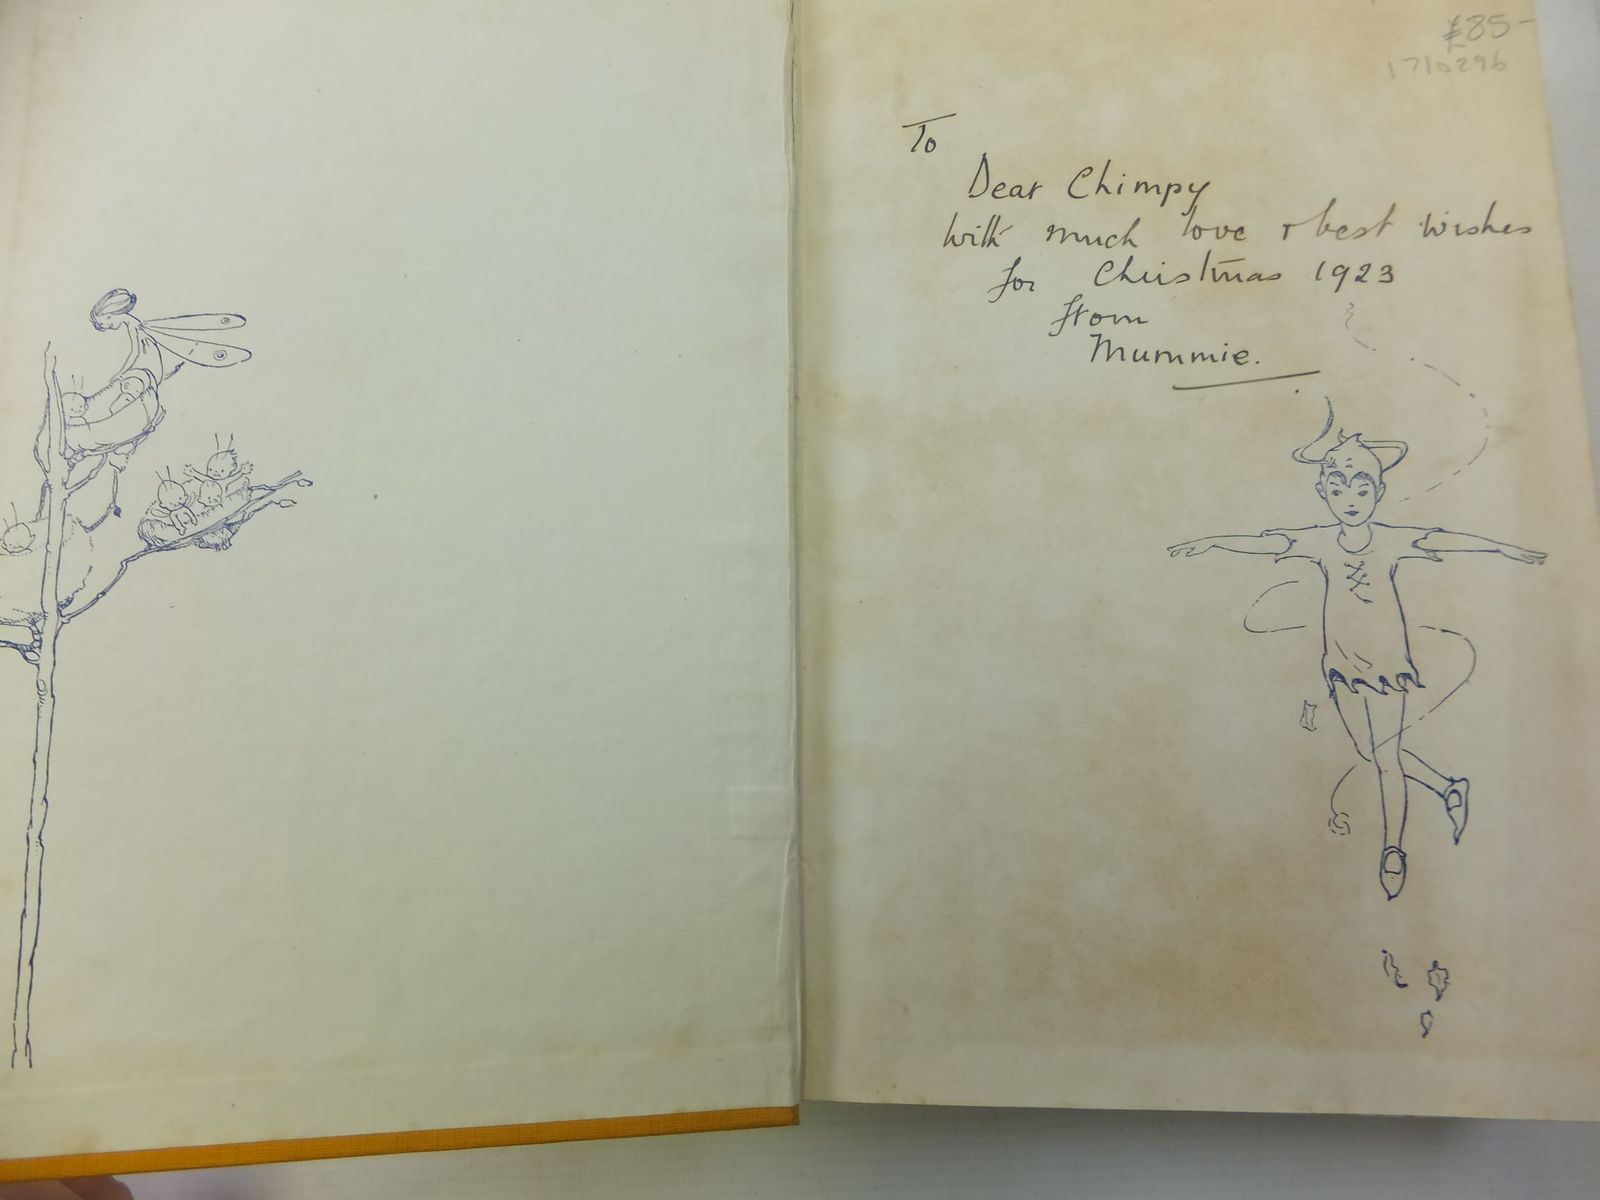 £85-
1710296
To
Dear Chimpy
with much love & best wishes
for Christmas 1923
from
Mummie.